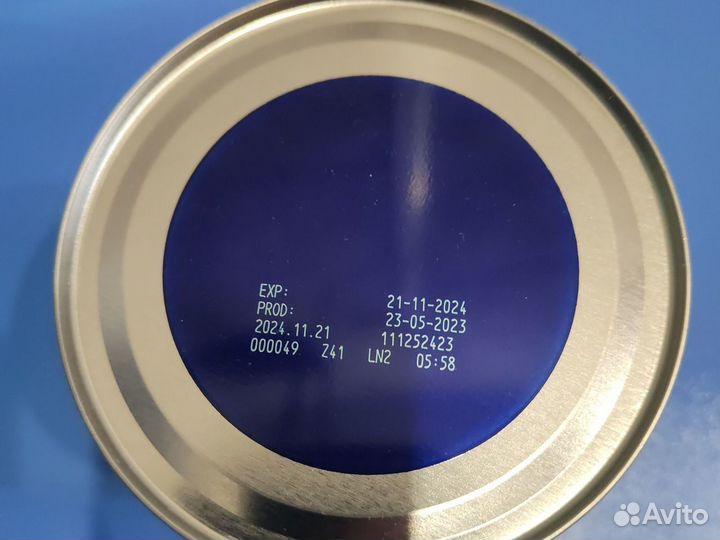 EXP: 21-11-2024
PROD: 23-05-2023
2024.11.21 111252423
000049 Z41 LN2 05:58
Avito